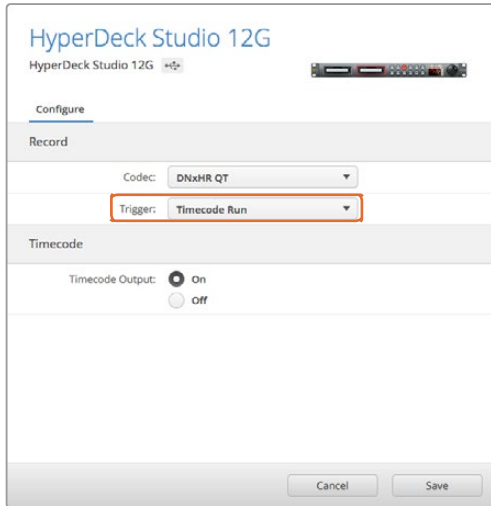 HyperDeck Studio 12G
HyperDeck Studio 12G
Configure
Record
Codec: DNxHR QT
Trigger: Timecode Run
Timecode
Timecode Output: On
Off
Cancel Save